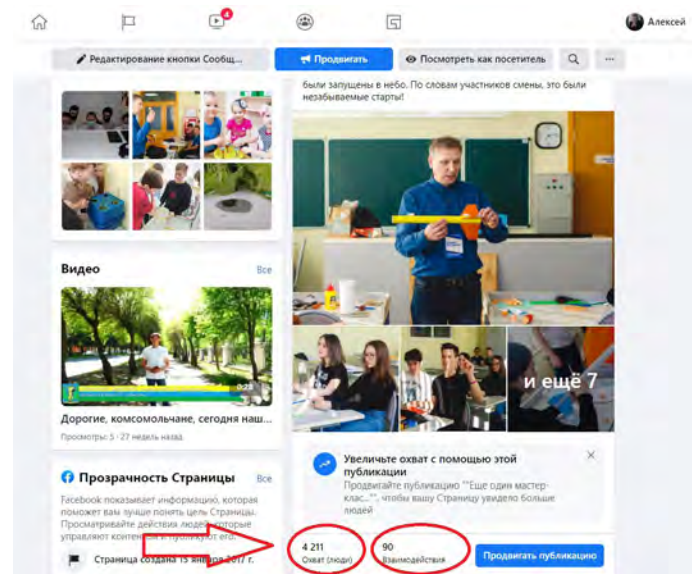 4
Алексей
Редактирование кнопки Сообщ...
Продвигать
Посмотреть как посетитель
были запущены в небо. По словам участников смены, это были
незабываемые старты!
Видео
Все
0:23
Дорогие, комсомольчане, сегодня наш...
Просмотры: 5 · 27 недель назад
и ещё 7
Увеличьте охват с помощью этой
публикации
Продвигайте публикацию ""Еще один мастер-
клас..."", чтобы вашу Страницу увидело больше
людей
Прозрачность Страницы
Все
Facebook показывает информацию, которая
поможет вам лучше понять цель Страницы.
Просматривайте действия людей, которые
управляют контентом и публикуют его.
Страница создана 15 января 2017 г.
4 211
Охват (люди)
90
Взаимодействия
Продвигать публикацию